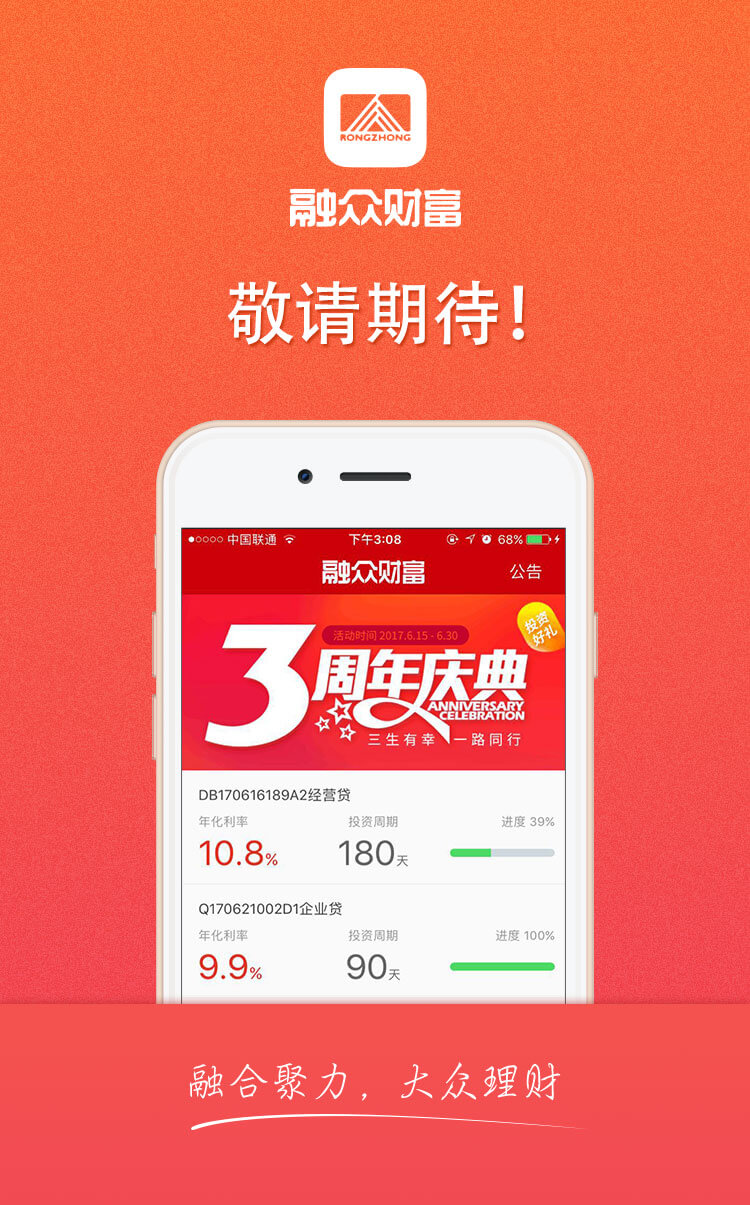 RONGZHONG
融众财富
敬请期待!
中国联通 下午3:08 68%
融众财富 公告
活动时间 2017.6.15 - 6.30
投资
好礼
3周年庆典
ANNIVERSARY
CELEBRATION
三生有幸 一路同行
DB170616189A2经营贷
年化利率 投资周期 进度 39%
10.8% 180天
Q170621002D1企业贷
年化利率 投资周期 进度 100%
9.9% 90天
融合聚力，大众理财